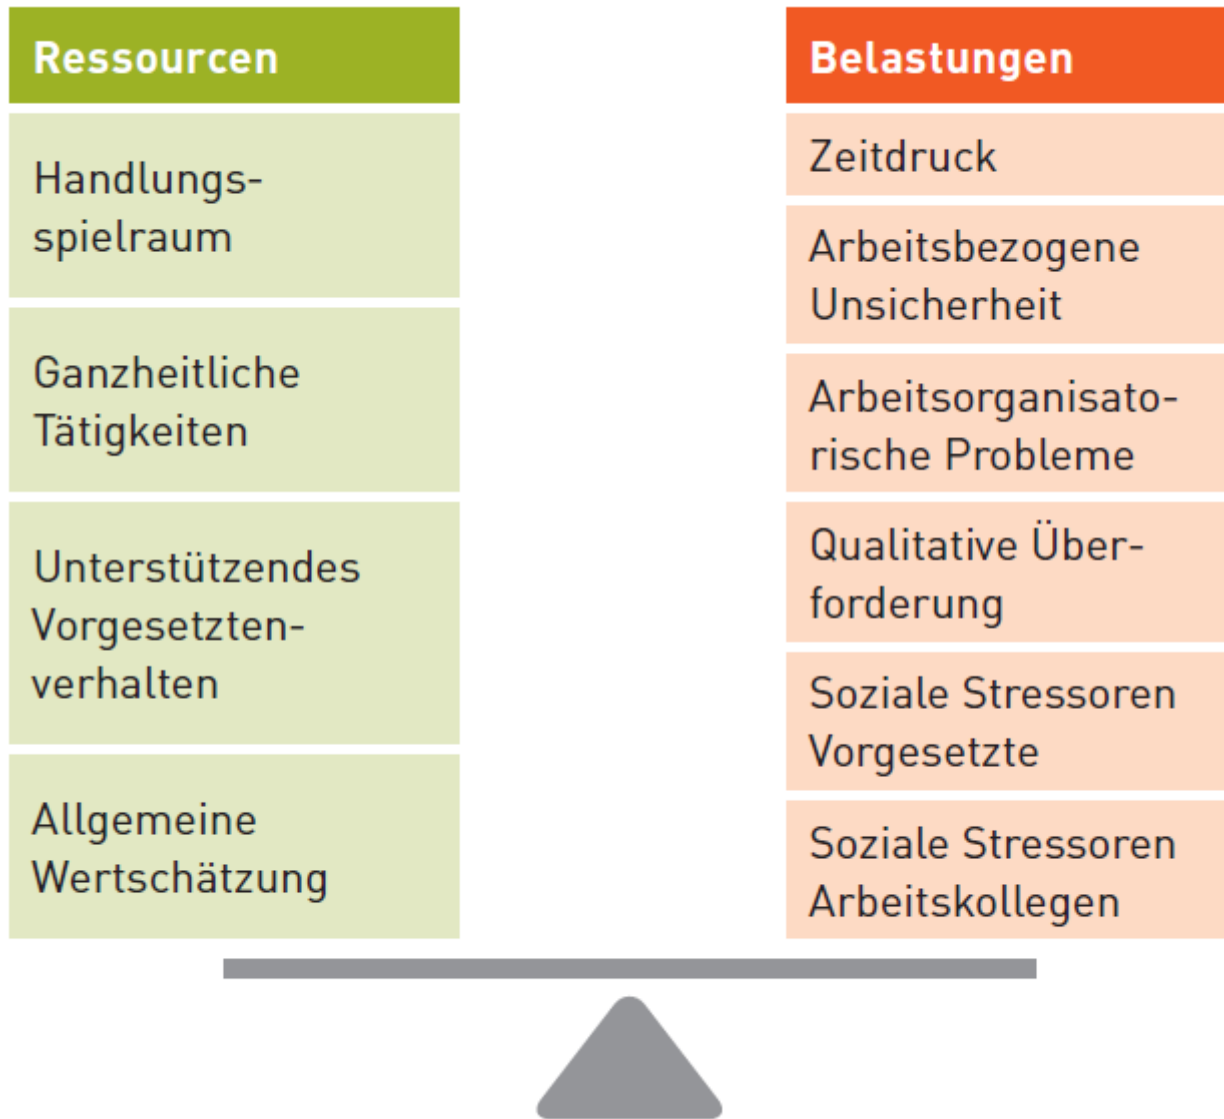 Ressourcen
Handlungs-
spielraum
Ganzheitliche
Tätigkeiten
Unterstützendes
Vorgesetzten-
verhalten
Allgemeine
Wertschätzung
Belastungen
Zeitdruck
Arbeitsbezogene
Unsicherheit
Arbeitsorganisato-
rische Probleme
Qualitative Über-
forderung
Soziale Stressoren
Vorgesetzte
Soziale Stressoren
Arbeitskollegen